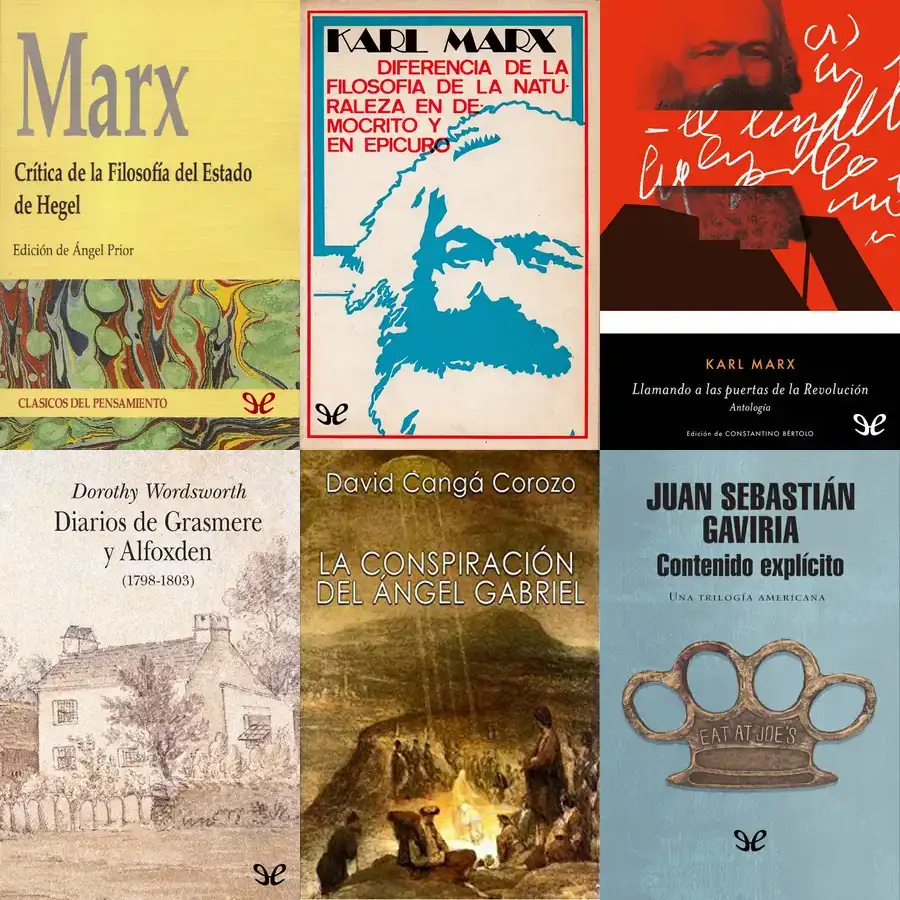 Marx
Crítica de la Filosofía del Estado
de Hegel
Edición de Ángel Prior
CLASICOS DEL PENSAMIENTO
KARL MARX
DIFERENCIA DE LA
FILOSOFIA DE LA NATU-
RALEZA EN DE-
MOCRITO Y
EN EPICURO
KARL MARX
Llamando a las puertas de la Revolución
Antología
Edición de CONSTANTINO BÉRTOLO
Dorothy Wordsworth
Diarios de Grasmere
y Alfoxden
(1798-1803)
David Cangá Corozo
LA CONSPIRACIÓN
DEL ÁNGEL GABRIEL
JUAN SEBASTIÁN
GAVIRIA
Contenido explícito
UNA TRILOGÍA AMERICANA
EAT AT JOE'S